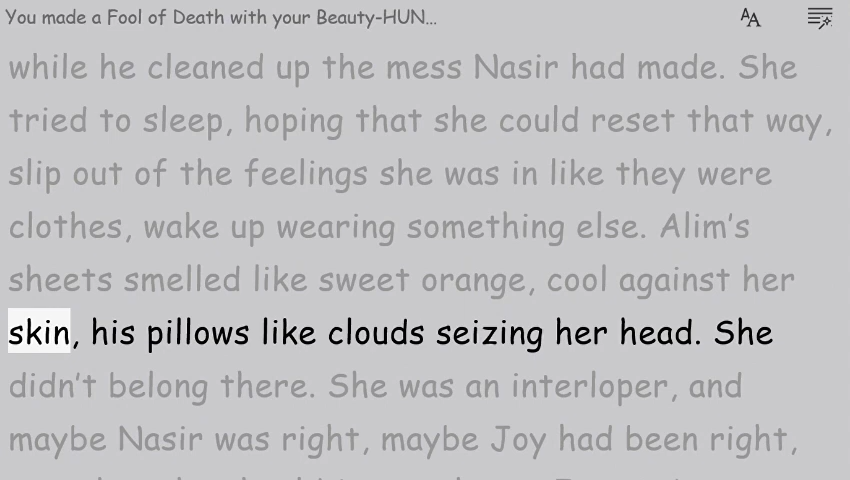 You made a Fool of Death with your Beauty-HUN...
AA
while he cleaned up the mess Nasir had made. She
tried to sleep, hoping that she could reset that way,
slip out of the feelings she was in like they were
clothes, wake up wearing something else. Alim's
sheets smelled like sweet orange, cool against her
skin, his pillows like clouds seizing her head. She
didn't belong there. She was an interloper, and
maybe Nasir was right, maybe Joy had been right,